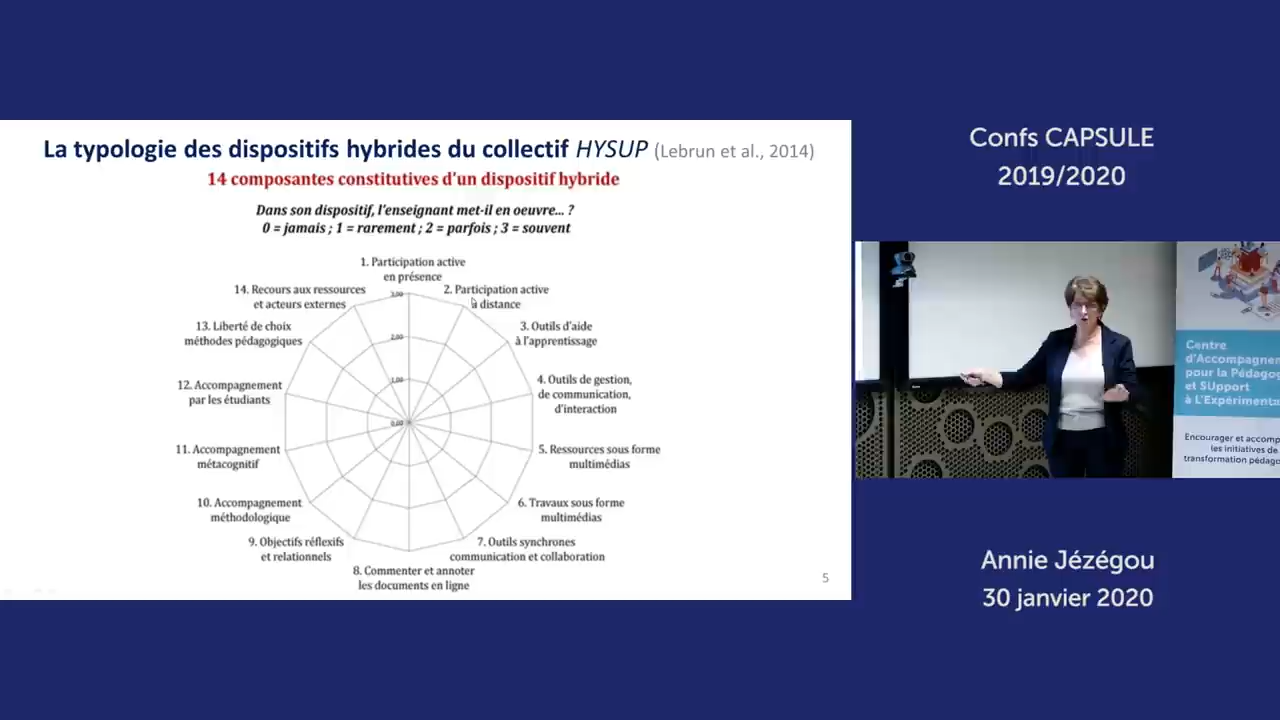 La typologie des dispositifs hybrides du collectif HYSUP (Lebrun et al., 2014)
14 composantes constitutives d'un dispositif hybride
Dans son dispositif, l'enseignant met-il en oeuvre... ?
0 = jamais ; 1 = rarement ; 2 = parfois ; 3 = souvent
1. Participation active
en présence
2. Participation active
à distance
3. Outils d'aide
à l'apprentissage
4. Outils de gestion,
de communication,
d'interaction
5. Ressources sous forme
multimédias
6. Travaux sous forme
multimédias
7. Outils synchrones
communication et collaboration
8. Commenter et annoter
les documents en ligne
9. Objectifs réflexifs
et relationnels
10. Accompagnement
méthodologique
11. Accompagnement
métacognitif
12. Accompagnement
par les étudiants
13. Liberté de choix
méthodes pédagogiques
14. Recours aux ressources
et acteurs externes
3,00
2,00
1,00
0,00
5
Confs CAPSULE
2019/2020
Centre
d'Accompagne
pour la Pédagog
et SUpport
à L'Expérimenta
Encourager et accomp
les initiatives de
transformation pédago
Annie Jézégou
30 janvier 2020